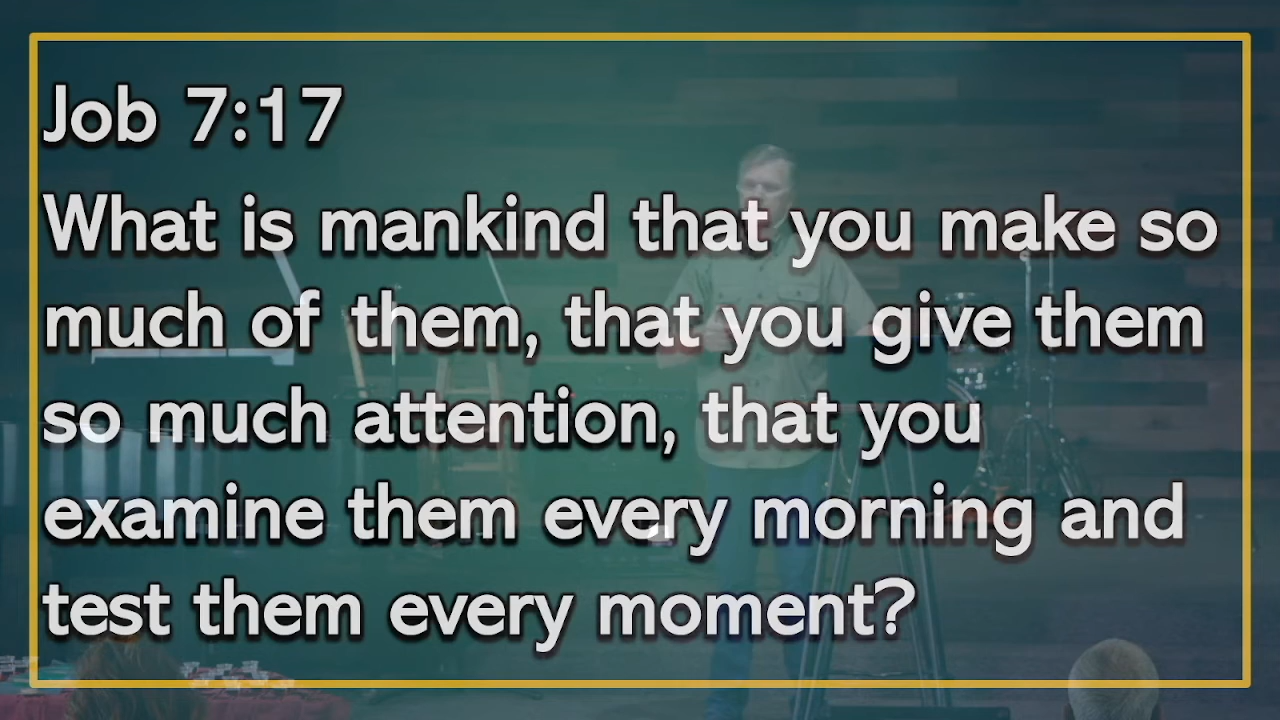 Job 7:17
What is mankind that you make so
much of them, that you give them
so much attention, that you
examine them every morning and
test them every moment?